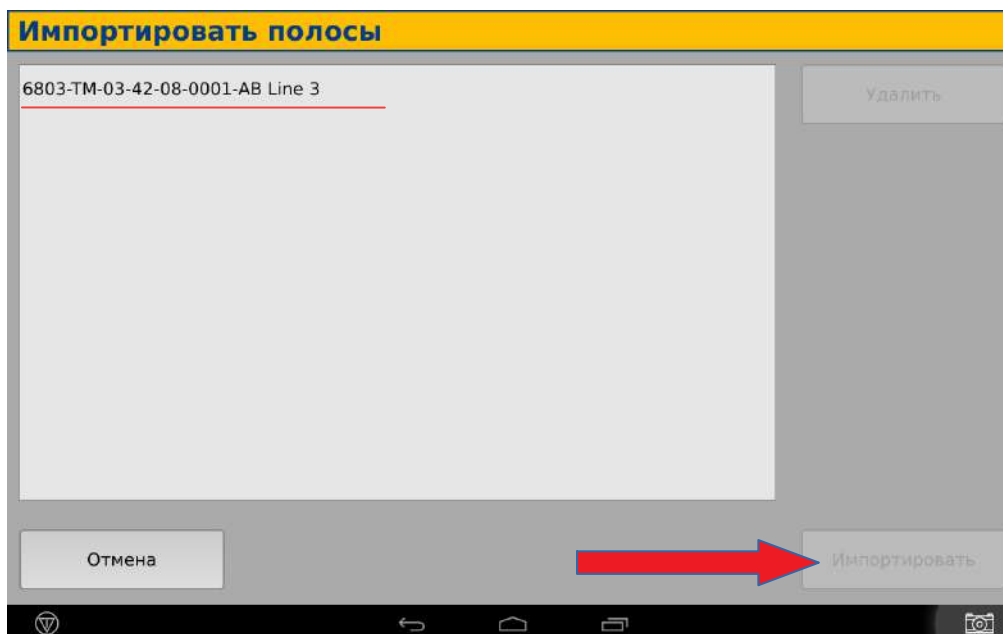 Импортировать полосы
6803-TM-03-42-08-0001-AB Line 3
Удалить
Отмена
Импортировать